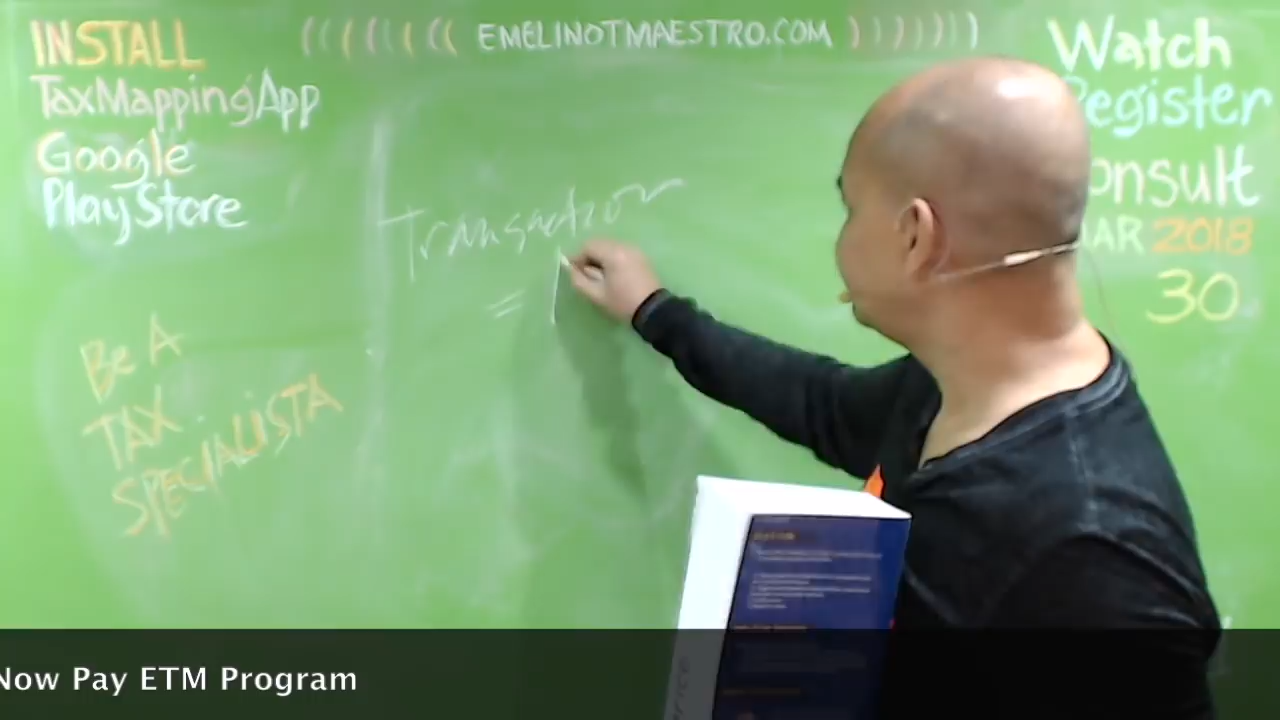 INSTALL
TaxMappingApp
Google
PlayStore
(((((((( EMELINOTMAESTRO.COM ))))))))
Watch
Register
onsult
AR 2018
30
Transaction
=
Be A
TAX
SPECIALISTA
Now Pay ETM Program